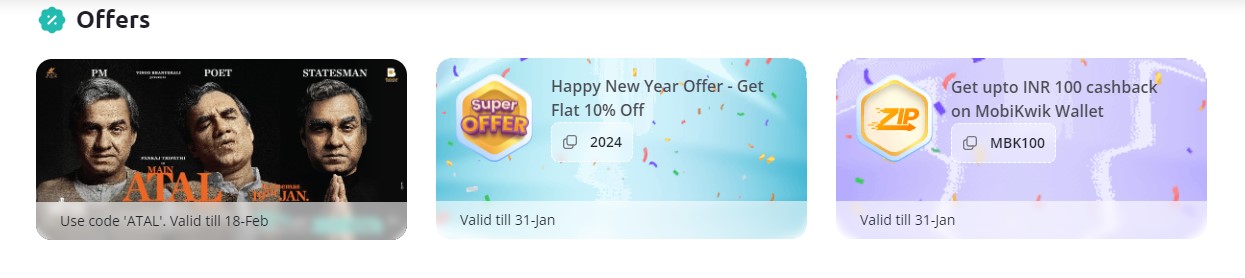 Offers
PM
VINOD BHANUSHALI
presents
POET
STATESMAN
PANKAJ TRIPATHI
MAIN
ATAL
JAN.
Use code 'ATAL'. Valid till 18-Feb
Super
OFFER
Happy New Year Offer - Get
Flat 10% Off
2024
Valid till 31-Jan
ZIP
Get upto INR 100 cashback
on MobiKwik Wallet
MBK100
Valid till 31-Jan